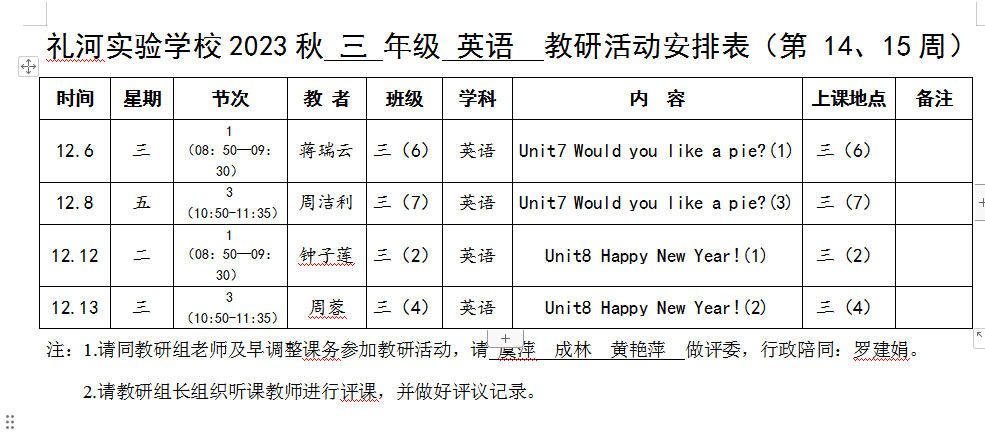 礼河实验学校2023秋 三 年级 英语 教研活动安排表（第 14、15周）
时间 星期 节次 教 者 班级 学科 内 容 上课地点 备注
12.6 三 1（08：50—09：30） 蒋瑞云 三（6） 英语 Unit7 Would you like a pie?(1) 三（6）
12.8 五 3（10:50-11:35） 周洁利 三（7） 英语 Unit7 Would you like a pie?(3) 三（7）
12.12 二 1（08：50—09：30） 钟子莲 三（2） 英语 Unit8 Happy New Year!(1) 三（2）
12.13 三 3（10:50-11:35） 周蓉 三（4） 英语 Unit8 Happy New Year!(2) 三（4）
注：1.请同教研组老师及早调整课务参加教研活动，请 虞萍 成林 黄艳萍 做评委，行政陪同：罗建娟。
2.请教研组长组织听课教师进行评课，并做好评议记录。